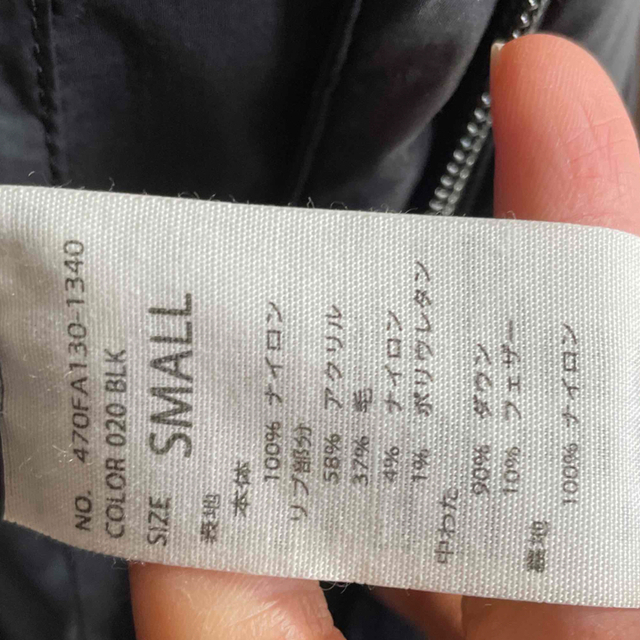 NO. 470FA130-1340
COLOR 020 BLK
SIZE SMALL
表地
本体
100% ナイロン
リブ部分
58% アクリル
37% 毛
4% ナイロン
1% ポリウレタン
中わた
90% ダウン
10% フェザー
裏地
100% ナイロン